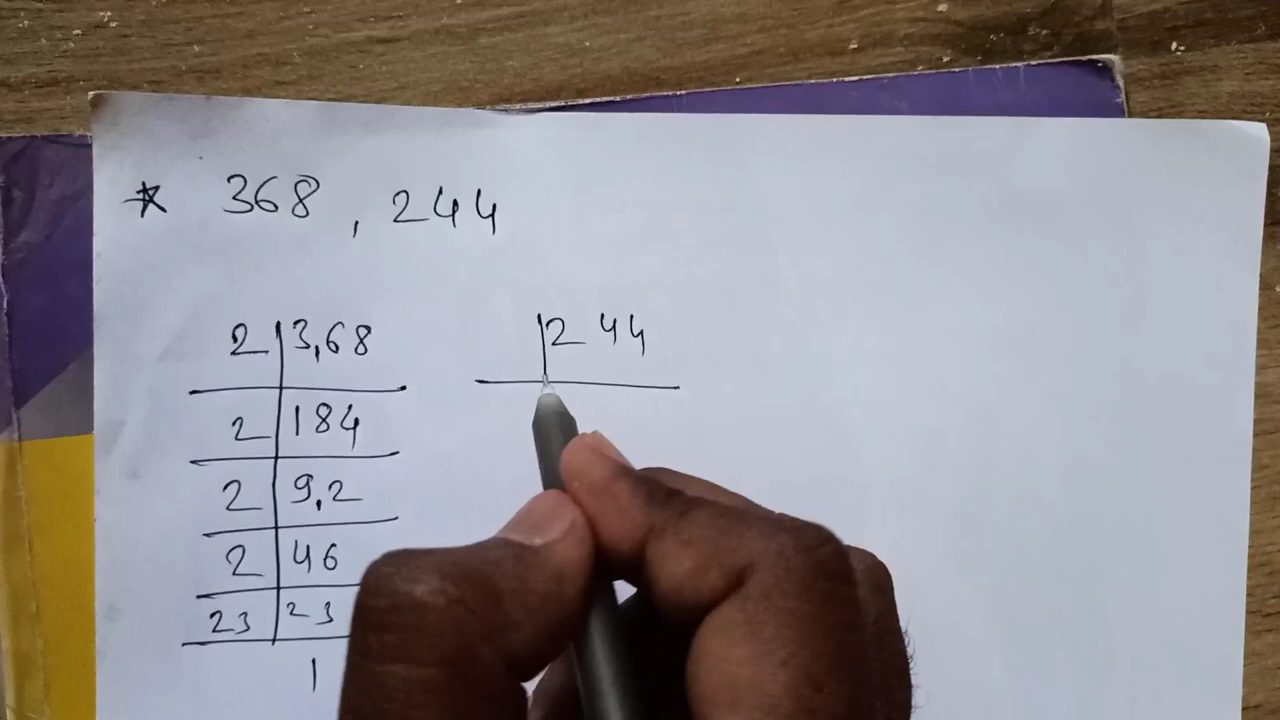 * 368 , 244
2 | 3,68
2 | 184
2 | 9,2
2 | 46
23 | 23
1
| 244